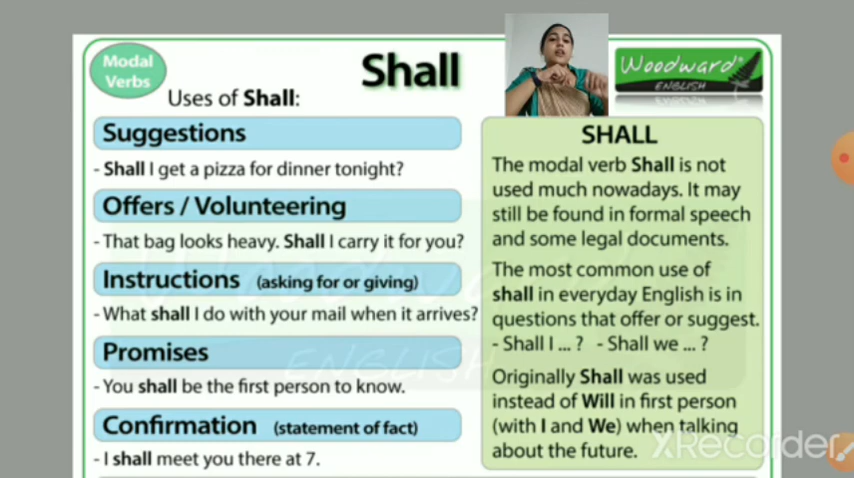 Modal
Verbs
Shall
Woodward®
ENGLISH
Uses of Shall:
Suggestions
- Shall I get a pizza for dinner tonight?
Offers / Volunteering
- That bag looks heavy. Shall I carry it for you?
Instructions (asking for or giving)
- What shall I do with your mail when it arrives?
Promises
- You shall be the first person to know.
Confirmation (statement of fact)
- I shall meet you there at 7.
SHALL
The modal verb Shall is not
used much nowadays. It may
still be found in formal speech
and some legal documents.
The most common use of
shall in everyday English is in
questions that offer or suggest.
- Shall I ... ? - Shall we ... ?
Originally Shall was used
instead of Will in first person
(with I and We) when talking
about the future.
Woodward
ENGLISH
XRecorder